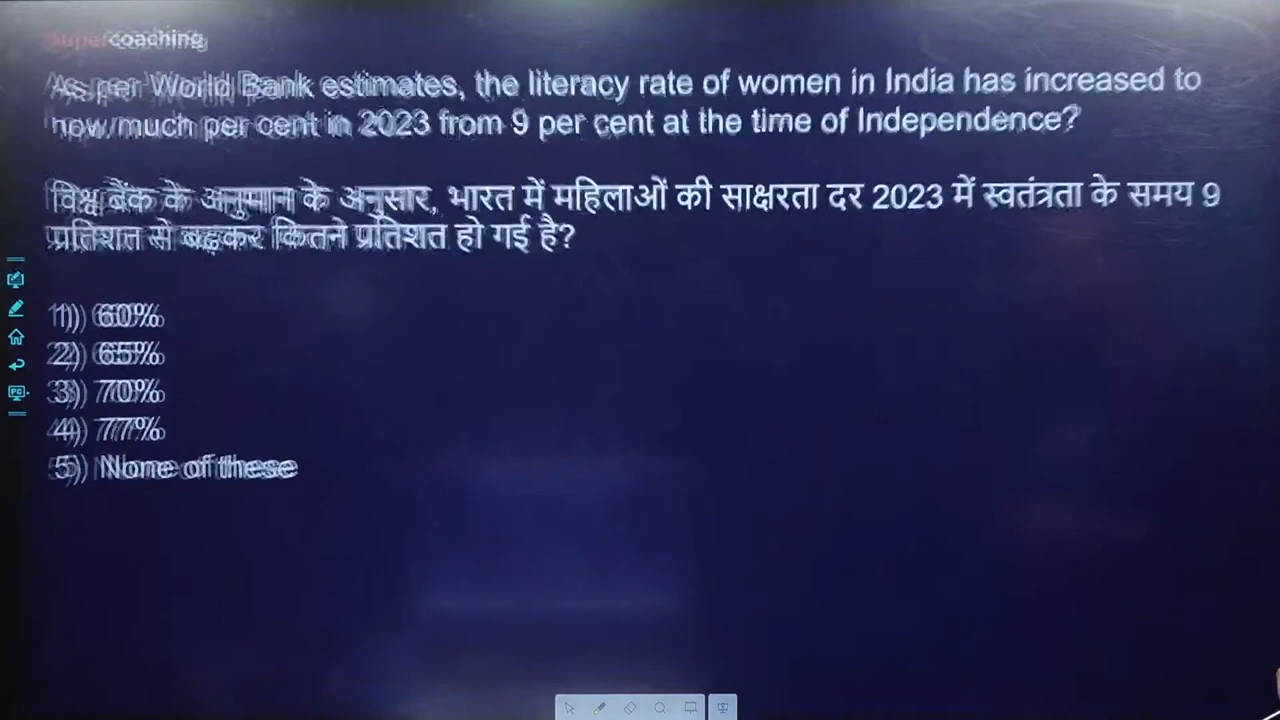 Supercoaching
As per World Bank estimates, the literacy rate of women in India has increased to
how much per cent in 2023 from 9 per cent at the time of Independence?
विश्व बैंक के अनुमान के अनुसार, भारत में महिलाओं की साक्षरता दर 2023 में स्वतंत्रता के समय 9
प्रतिशत से बढ़कर कितने प्रतिशत हो गई है?
1) 60%
2) 65%
3) 70%
4) 77%
5) None of these
PC